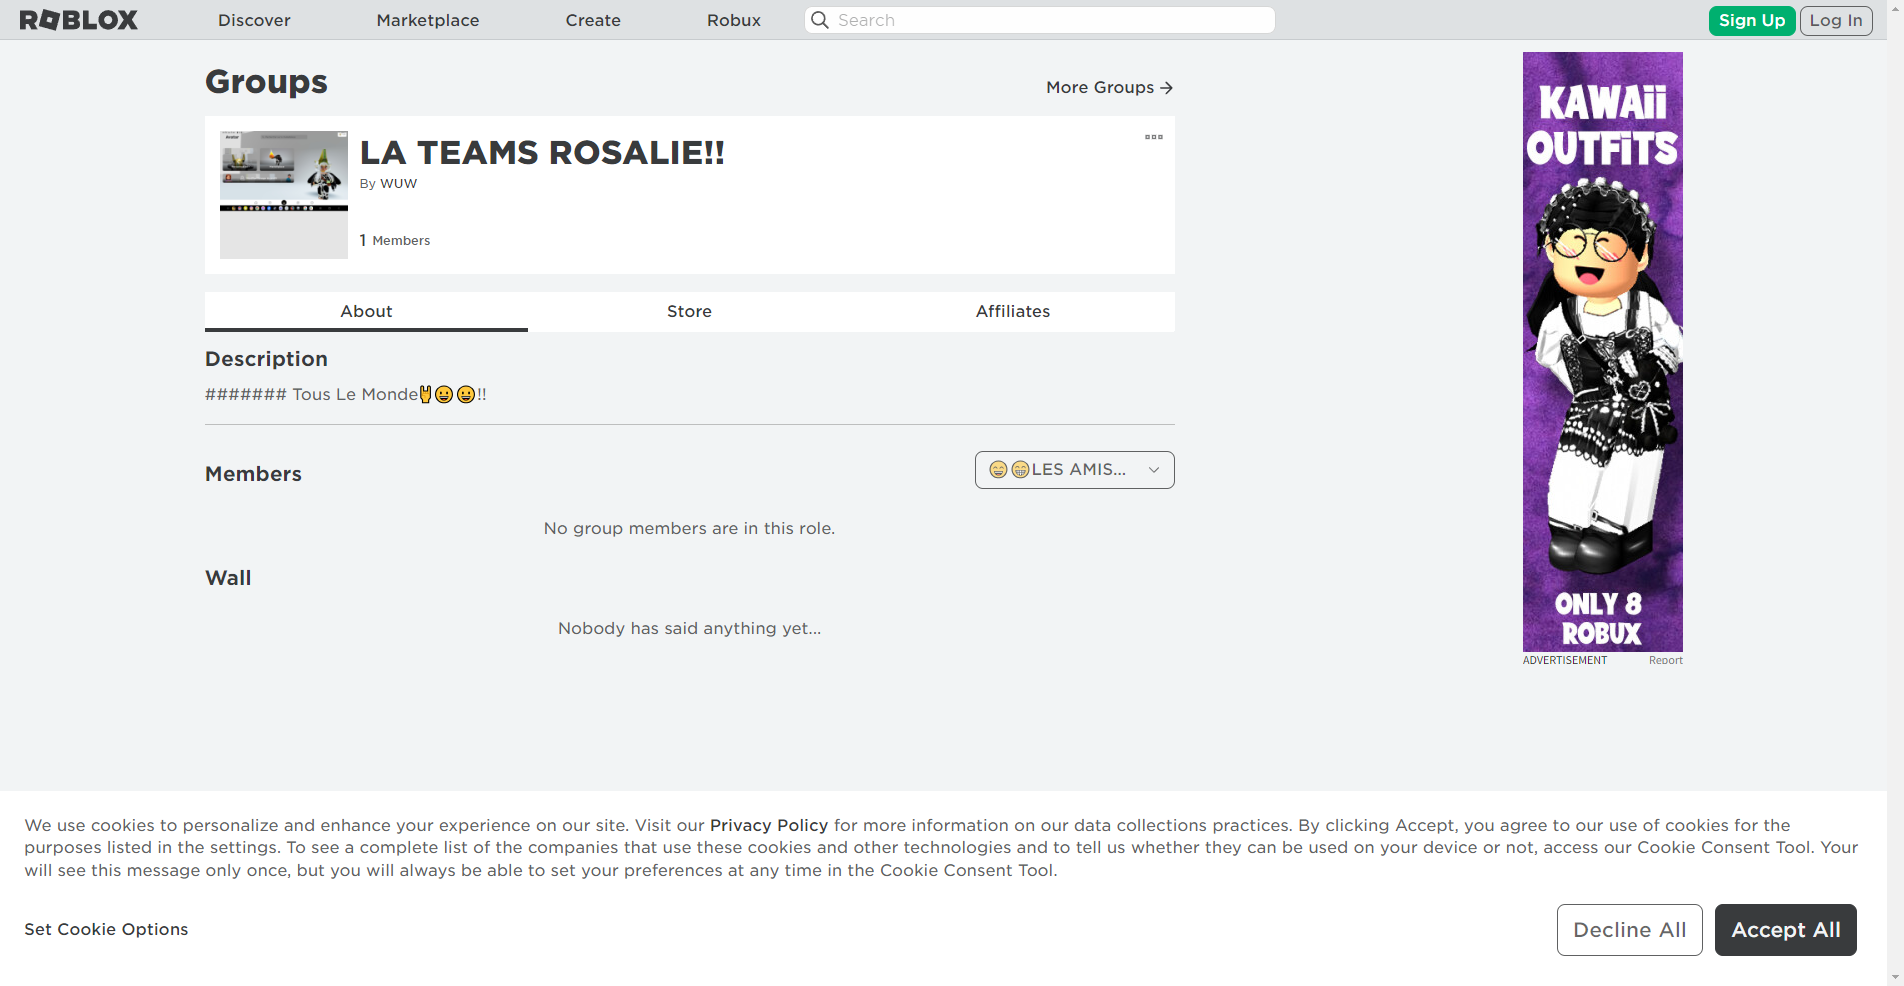 ROBLOX
Discover
Marketplace
Create
Robux
Search
Sign Up
Log In
Groups
More Groups →
LA TEAMS ROSALIE!!
By WUW
1 Members
About
Store
Affiliates
Description
####### Tous Le Monde🤘😀😀!!
Members
😄😁LES AMIS...
No group members are in this role.
Wall
Nobody has said anything yet...
KAWAii
OUTFiTS
ONLY 8
ROBUX
ADVERTISEMENT
Report
We use cookies to personalize and enhance your experience on our site. Visit our Privacy Policy for more information on our data collections practices. By clicking Accept, you agree to our use of cookies for the
purposes listed in the settings. To see a complete list of the companies that use these cookies and other technologies and to tell us whether they can be used on your device or not, access our Cookie Consent Tool. Your
will see this message only once, but you will always be able to set your preferences at any time in the Cookie Consent Tool.
Set Cookie Options
Decline All
Accept All